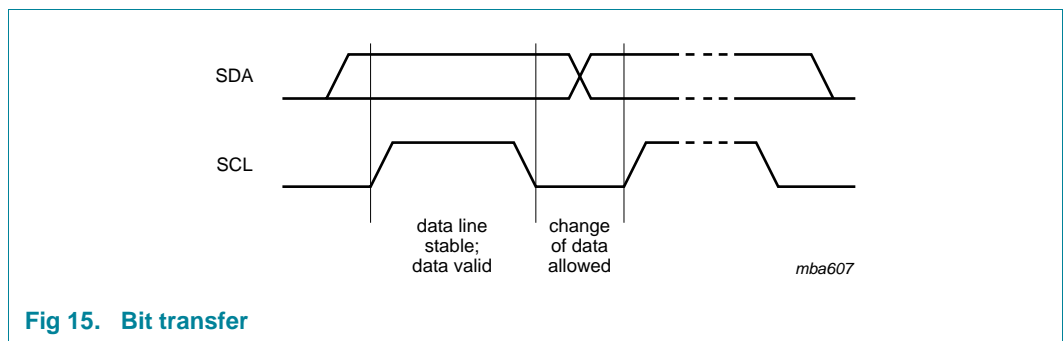 SDA
SCL
data line
stable;
data valid
change
of data
allowed
mba607
Fig 15. Bit transfer